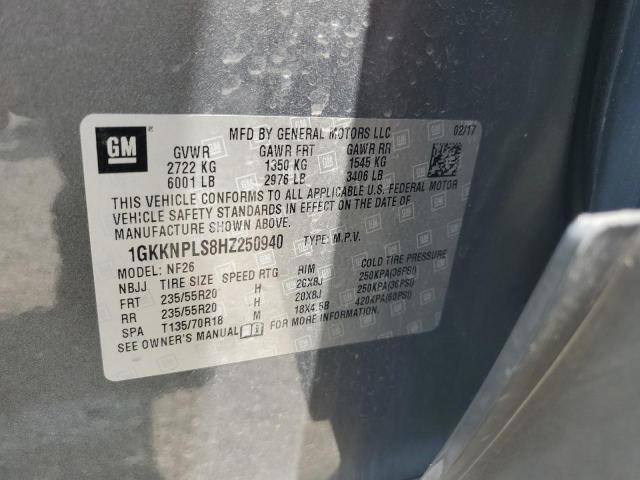 GM
MFD BY GENERAL MOTORS LLC 02/17
GVWR GAWR FRT GAWR RR
2722 KG 1350 KG 1545 KG
6001 LB 2976 LB 3406 LB
THIS VEHICLE CONFORMS TO ALL APPLICABLE U.S. FEDERAL MOTOR
VEHICLE SAFETY STANDARDS IN EFFECT ON THE DATE OF
MANUFACTURE SHOWN ABOVE.
1GKKNPLS8HZ250940 TYPE: M.P.V.
MODEL: NF26
NBJJ TIRE SIZE SPEED RTG RIM COLD TIRE PRESSURE
FRT 235/55R20 H 20X8J 250KPA(36PSI)
RR 235/55R20 H 20X8J 250KPA(36PSI)
SPA T135/70R18 M 18X4.5B 420KPA(60PSI)
SEE OWNER'S MANUAL FOR MORE INFORMATION.